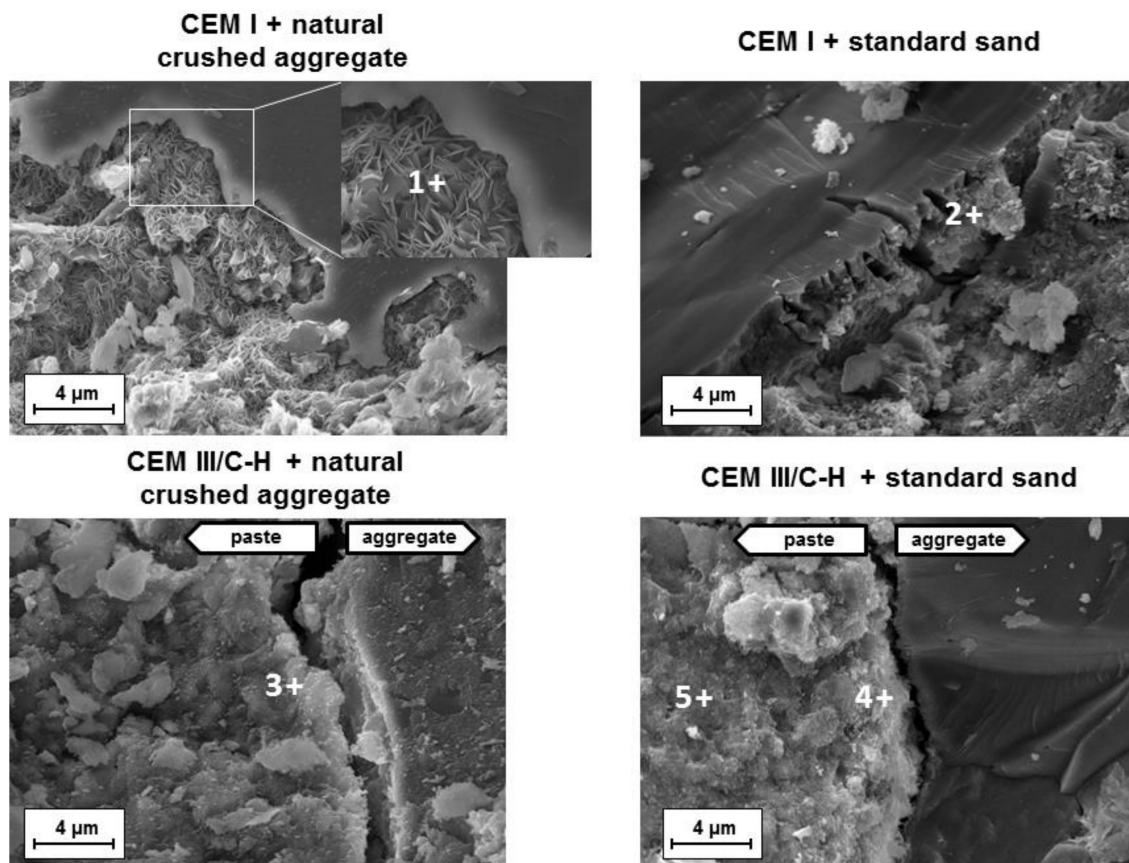 CEM I + natural
crushed aggregate
CEM I + standard sand
1+
2+
4 µm
4 µm
CEM III/C-H + natural
crushed aggregate
CEM III/C-H + standard sand
paste
aggregate
paste
aggregate
3+
5+
4+
4 µm
4 µm